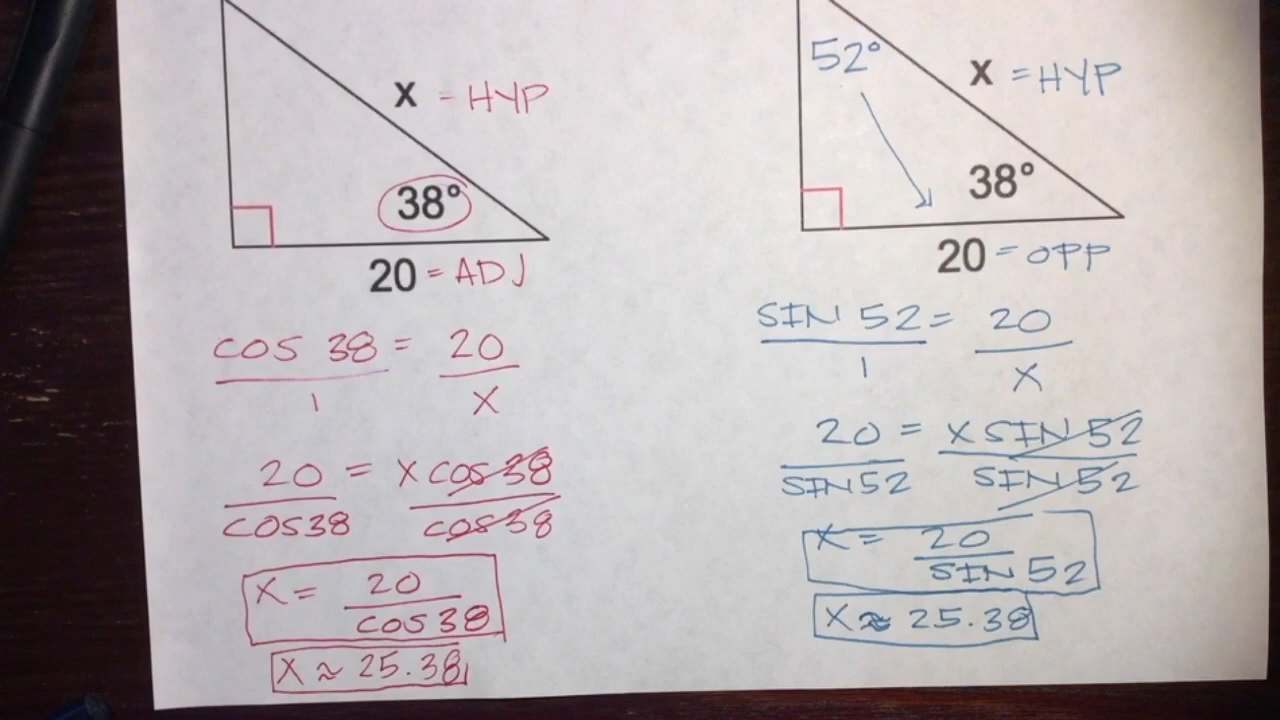 x = HYP
38°
20 = ADJ
COS 38 = 20
1 X
20 = X COS 38
COS 38 COS 38
X = 20
COS 38
X ≈ 25.38
52°
x = HYP
38°
20 = OPP
SIN 52 = 20
1 X
20 = X SIN 52
SIN 52 SIN 52
X = 20
SIN 52
X ≈ 25.38